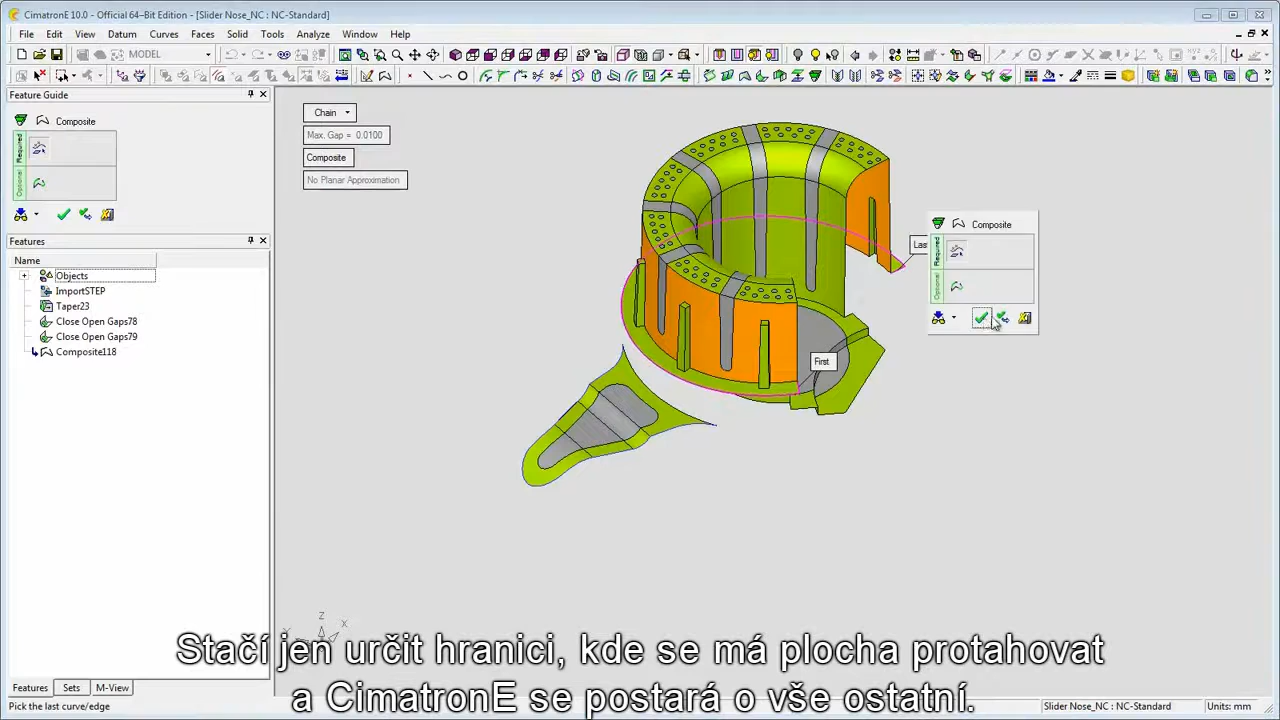 CimatronE 10.0 - Official 64-Bit Edition - [Slider Nose_NC : NC-Standard]
File Edit View Datum Curves Faces Solid Tools Analyze Window Help
MODEL
Feature Guide
Composite
Required
Optional
Features
Name
Objects
ImportSTEP
Taper23
Close Open Gaps78
Close Open Gaps79
Composite118
Chain
Max. Gap = 0.0100
Composite
No Planar Approximation
Composite
Required
Optional
First
Z
X
Stačí jen určit hranici, kde se má plocha protahovat
a CimatronE se postará o vše ostatní.
Features Sets M-View
Pick the last curve/edge
Slider Nose_NC : NC-Standard
Units: mm